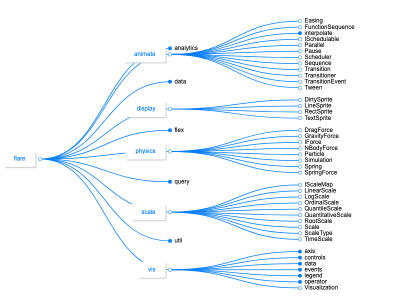 flare
analytics
animate
Easing
FunctionSequence
interpolate
ISchedulable
Parallel
Pause
Scheduler
Sequence
Transition
Transitioner
TransitionEvent
Tween
data
display
DirtySprite
LineSprite
RectSprite
TextSprite
flex
physics
DragForce
GravityForce
IForce
NBodyForce
Particle
Simulation
Spring
SpringForce
query
scale
IScaleMap
LinearScale
LogScale
OrdinalScale
QuantileScale
QuantitativeScale
RootScale
Scale
ScaleType
TimeScale
util
vis
axis
controls
data
events
legend
operator
Visualization